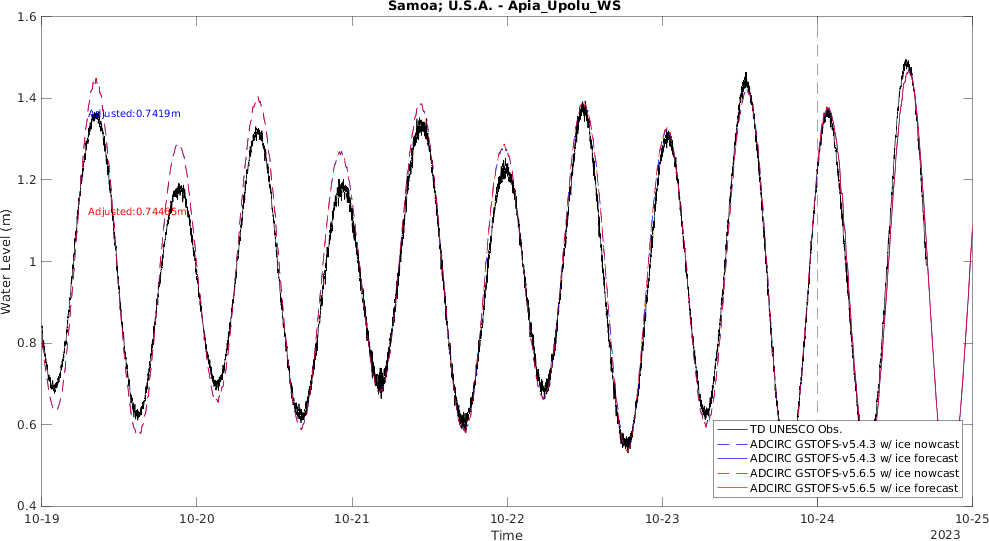 Samoa; U.S.A. - Apia_Upolu_WS
1.6
1.4
1.2
1
0.8
0.6
0.4
Water Level (m)
Adjusted:0.7419m
Adjusted:0.74465m
TD UNESCO Obs.
ADCIRC GSTOFS-v5.4.3 w/ ice nowcast
ADCIRC GSTOFS-v5.4.3 w/ ice forecast
ADCIRC GSTOFS-v5.6.5 w/ ice nowcast
ADCIRC GSTOFS-v5.6.5 w/ ice forecast
10-19 10-20 10-21 10-22 10-23 10-24 10-25
Time
2023